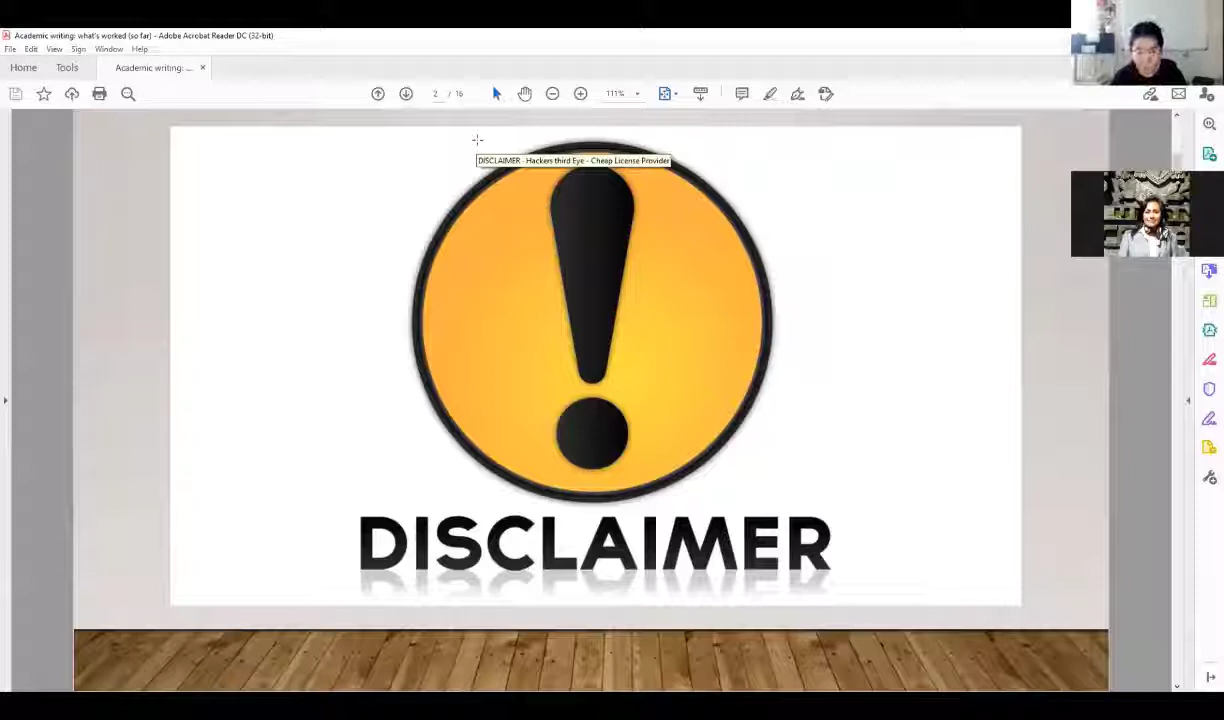 Academic writing: what's worked (so far) - Adobe Acrobat Reader DC (32-bit)
File Edit View Sign Window Help
Home Tools Academic writing: ... ×
2 / 16 111%
DISCLAIMER - Hackers third Eye - Cheap License Provider
DISCLAIMER